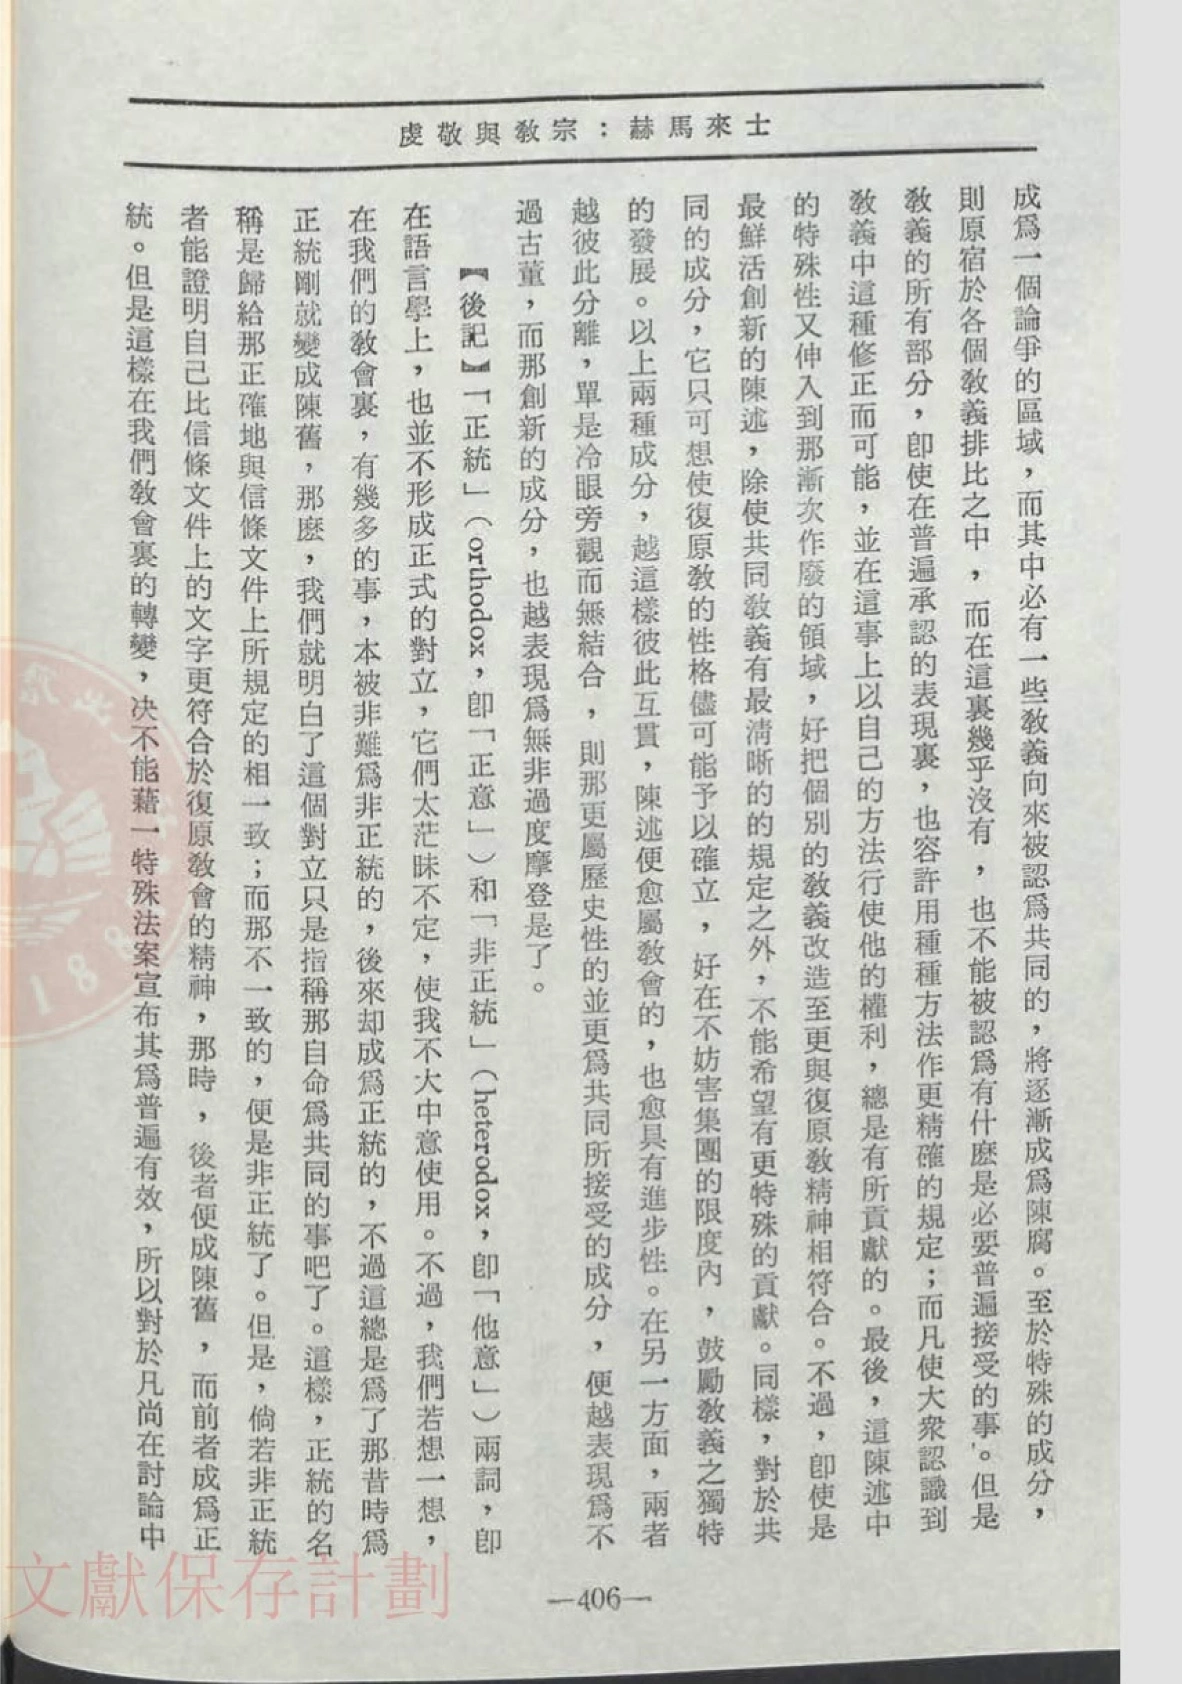 士來馬赫：宗教與敬虔
成爲一個論爭的區域，而其中必有一些教義向來被認爲共同的，將逐漸成爲陳腐。至於特殊的成分，
則原宿於各個教義排比之中，而在這裏幾乎沒有，也不能被認爲有什麽是必要普遍接受的事。但是
教義的所有部分，卽使在普遍承認的表現裏，也容許用種種方法作更精確的規定；而凡使大衆認識到
教義中這種修正而可能，並在這事上以自己的方法行使他的權利，總是有所貢獻的。最後，這陳述中
的特殊性又伸入到那漸次作廢的領域，好把個別的教義改造至更與復原教精神相符合。不過，卽使是
最鮮活創新的陳述，除使共同教義有最清晰的的規定之外，不能希望有更特殊的貢獻。同樣，對於共
同的成分，它只可想使復原教的性格儘可能予以確立，好在不妨害集團的限度內，鼓勵教義之獨特
的發展。以上兩種成分，越這樣彼此互貫，陳述便愈屬教會的，也愈具有進步性。在另一方面，兩者
越彼此分離，單是冷眼旁觀而無結合，則那更屬歷史性的並更爲共同所接受的成分，便越表現爲不
過古董，而那創新的成分，也越表現爲無非過度摩登是了。
【後記】「正統」（orthodox，卽「正意」）和「非正統」（heterodox，卽「他意」）兩詞，卽
在語言學上，也並不形成正式的對立，它們太茫昧不定，使我不大中意使用。不過，我們若想一想，
在我們的教會裏，有幾多的事，本被非難爲非正統的，後來却成爲正統的，不過這總是爲了那昔時爲
正統剛就變成陳舊，那麽，我們就明白了這個對立只是指稱那自命爲共同的事吧了。這樣，正統的名
稱是歸給那正確地與信條文件上所規定的相一致；而那不一致的，便是非正統了。但是，倘若非正統
者能證明自己比信條文件上的文字更符合於復原教會的精神，那時，後者便成陳舊，而前者成爲正
統。但是這樣在我們教會裏的轉變，决不能藉一特殊法案宣布其爲普遍有效，所以對於凡尚在討論中
—406—
文獻保存計劃
188